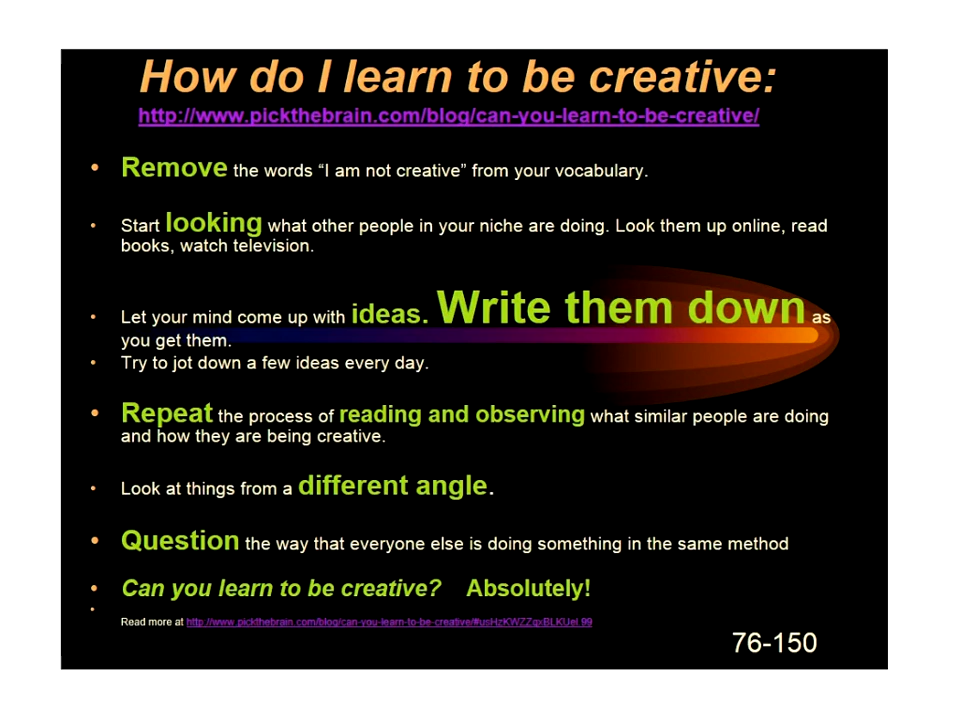 How do I learn to be creative:
http://www.pickthebrain.com/blog/can-you-learn-to-be-creative/
• Remove the words “I am not creative” from your vocabulary.
• Start looking what other people in your niche are doing. Look them up online, read
books, watch television.
• Let your mind come up with ideas. Write them down as
you get them.
• Try to jot down a few ideas every day.
• Repeat the process of reading and observing what similar people are doing
and how they are being creative.
• Look at things from a different angle.
• Question the way that everyone else is doing something in the same method
• Can you learn to be creative? Absolutely!
•
Read more at http://www.pickthebrain.com/blog/can-you-learn-to-be-creative/#usHzKWZZqxBLKUeI.99
76-150